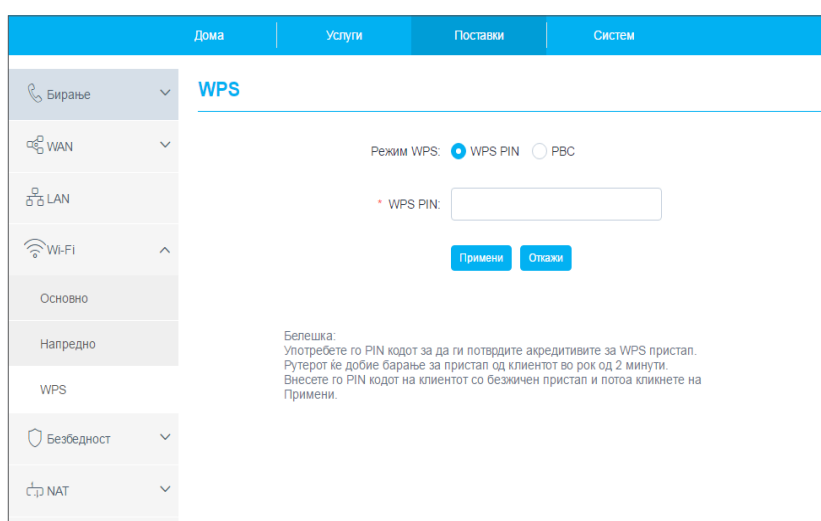 Дома Услуги Поставки Систем
Бирање
WAN
LAN
Wi-Fi
Основно
Напредно
WPS
Безбедност
NAT
WPS
Режим WPS: WPS PIN PBC
* WPS PIN:
Примени Откажи
Белешка:
Употребете го PIN кодот за да ги потврдите акредитивите за WPS пристап.
Рутерот ќе добие барање за пристап од клиентот во рок од 2 минути.
Внесете го PIN кодот на клиентот со безжичен пристап и потоа кликнете на
Примени.